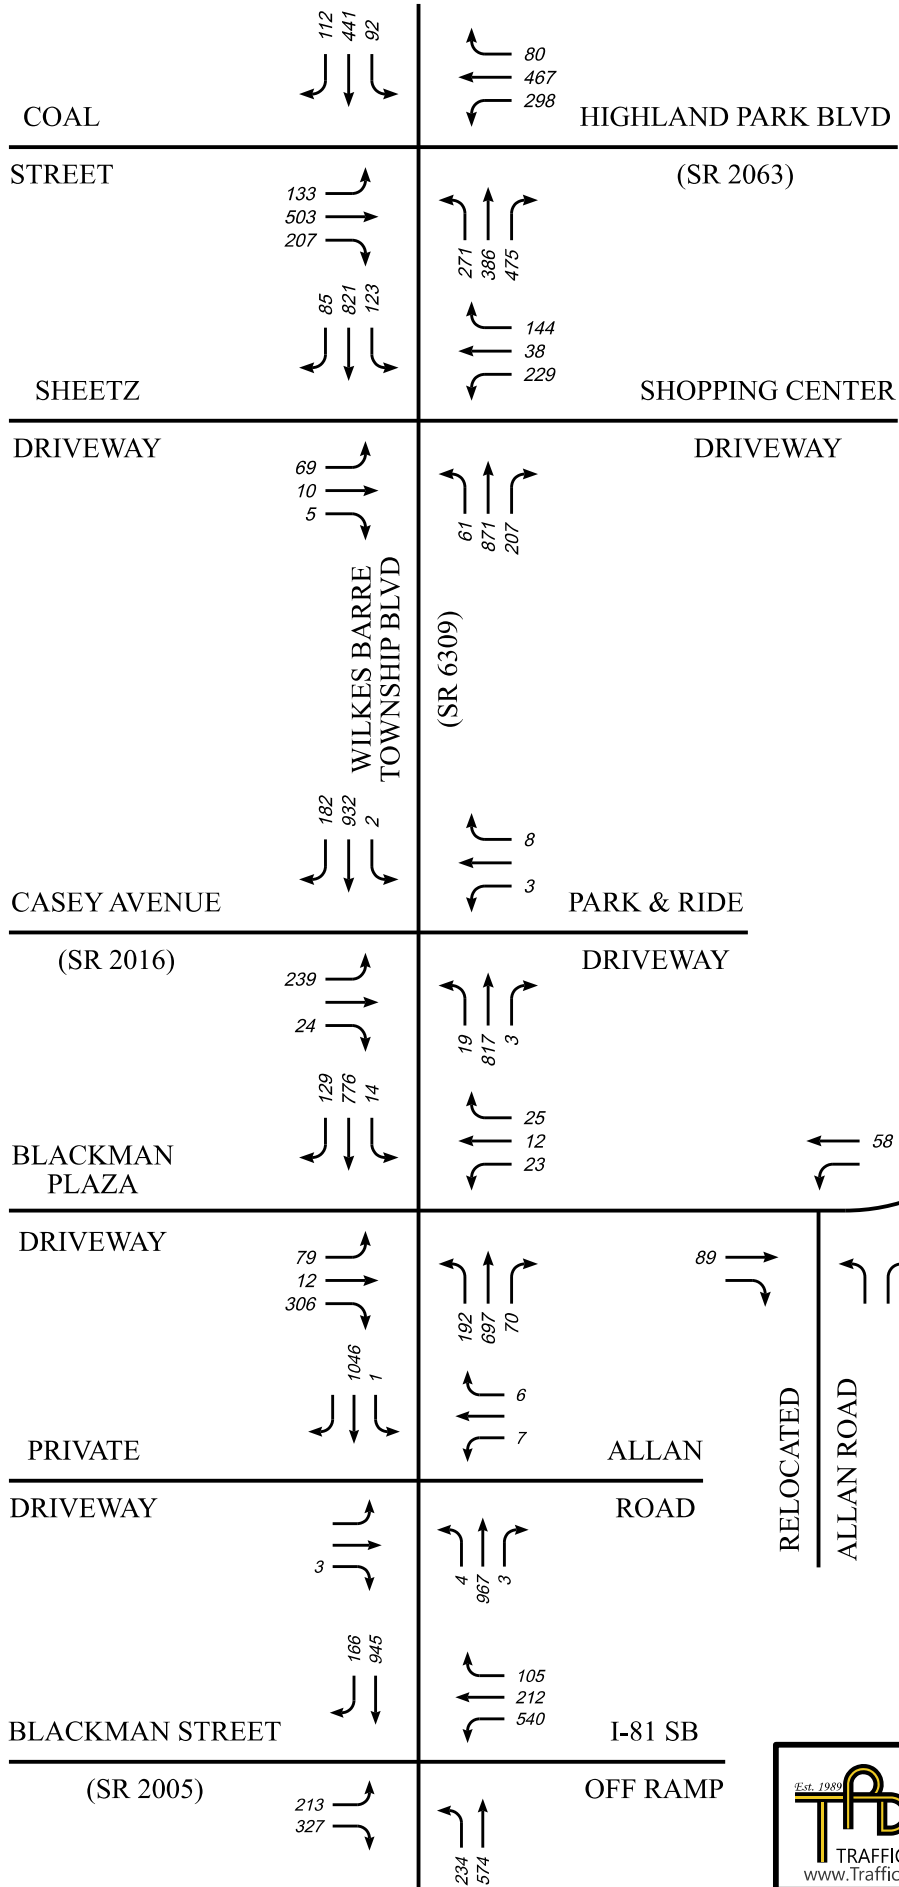 112 441 92
80
467
298
COAL
HIGHLAND PARK BLVD
STREET
(SR 2063)
133
503
207
271 386 475
85 821 123
144
38
229
SHEETZ
SHOPPING CENTER
DRIVEWAY
DRIVEWAY
69
10
5
61 871 207
WILKES BARRE
TOWNSHIP BLVD
(SR 6309)
182 932 2
8
3
CASEY AVENUE
PARK & RIDE
(SR 2016)
DRIVEWAY
239
24
19 817 3
129 776 14
25
12
23
58
BLACKMAN
PLAZA
DRIVEWAY
79
12
306
192 697 70
89
1046 1
6
7
RELOCATED
ALLAN ROAD
PRIVATE
ALLAN
DRIVEWAY
ROAD
3
4 967 3
166 945
105
212
540
BLACKMAN STREET
I-81 SB
(SR 2005)
OFF RAMP
213
327
234 574
Est. 1989
TPD
TRAFFIC
www.Traffic